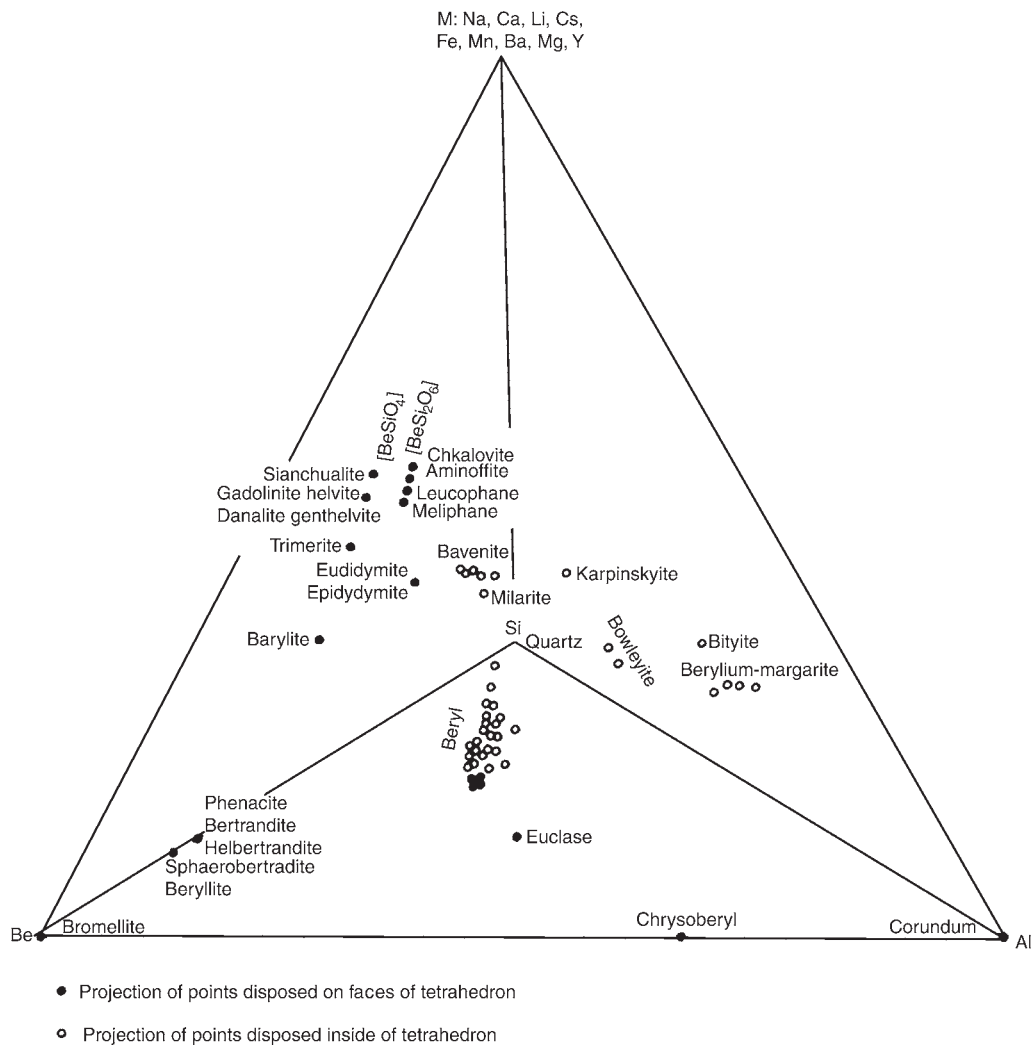 M: Na, Ca, Li, Cs,
Fe, Mn, Ba, Mg, Y
[BeSiO₄]
[BeSi₂O₆]
Chkalovite
Sianchualite
Aminoffite
Gadolinite helvite
Leucophane
Danalite genthelvite
Meliphane
Trimerite
Bavenite
Eudidymite
Karpinskyite
Epidydymite
Milarite
Si
Barylite
Quartz
Bowleyite
Bityite
Berylium-margarite
Beryl
Phenacite
Bertrandite
Helbertrandite
Euclase
Sphaerobertradite
Beryllite
Chrysoberyl
Be
Bromellite
Corundum
Al
Projection of points disposed on faces of tetrahedron
Projection of points disposed inside of tetrahedron